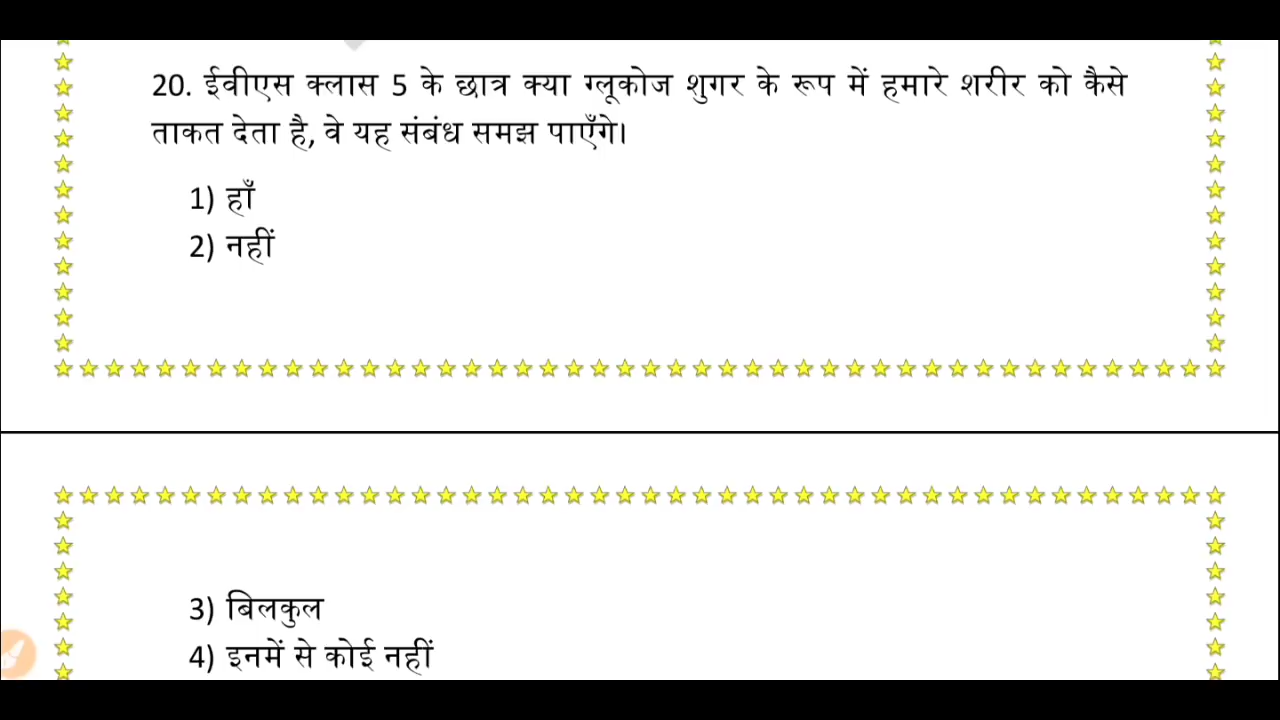 20. ईवीएस क्लास 5 के छात्र क्या ग्लूकोज शुगर के रूप में हमारे शरीर को कैसे
ताकत देता है, वे यह संबंध समझ पाएँगे।
1) हाँ
2) नहीं
3) बिलकुल
4) इनमें से कोई नहीं